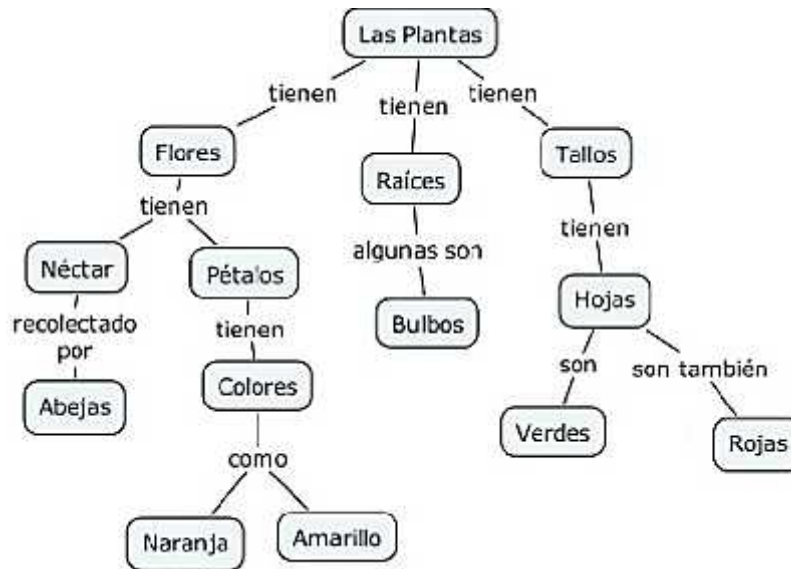 Las Plantas
tienen
tienen
tienen
Flores
Raíces
Tallos
tienen
algunas son
tienen
Néctar
Pétalos
Bulbos
Hojas
recolectado
por
tienen
son
son también
Abejas
Colores
Verdes
Rojas
como
Naranja
Amarillo